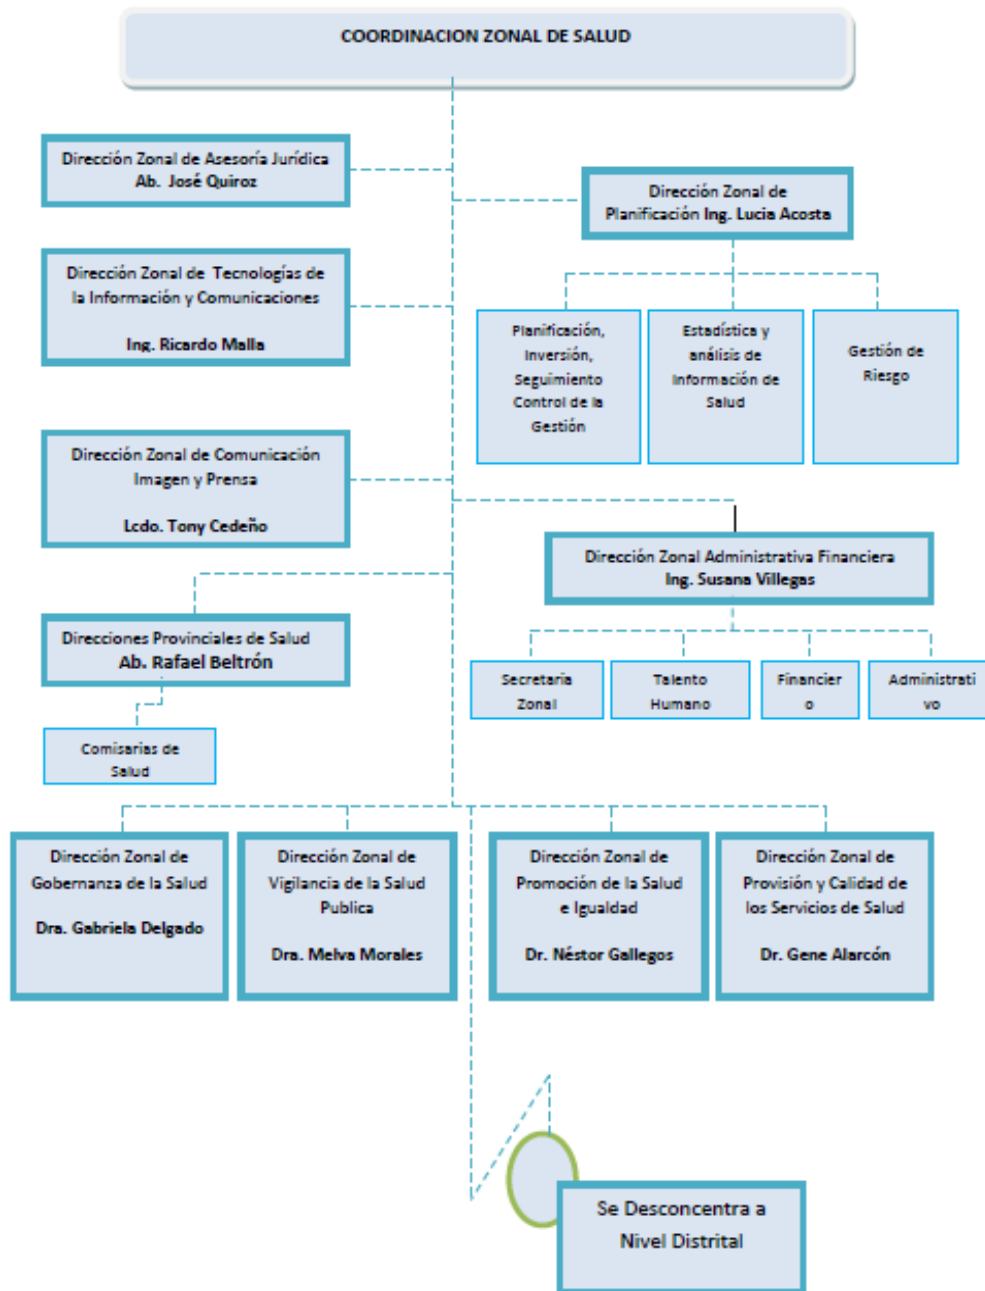 COORDINACION ZONAL DE SALUD
Dirección Zonal de Asesoría Jurídica
Ab. José Quiroz
Dirección Zonal de
Planificación Ing. Lucia Acosta
Dirección Zonal de Tecnologías de
la Información y Comunicaciones
Ing. Ricardo Malla
Planificación,
Inversión,
Seguimiento
Control de la
Gestión
Estadística y
análisis de
Información de
Salud
Gestión de
Riesgo
Dirección Zonal de Comunicación
Imagen y Prensa
Lcdo. Tony Cedeño
Dirección Zonal Administrativa Financiera
Ing. Susana Villegas
Direcciones Provinciales de Salud
Ab. Rafael Beltrón
Secretaria
Zonal
Talento
Humano
Financier
o
Administrati
vo
Comisarias de
Salud
Dirección Zonal de
Gobernanza de la Salud
Dra. Gabriela Delgado
Dirección Zonal de
Vigilancia de la Salud
Publica
Dra. Melva Morales
Dirección Zonal de
Promoción de la Salud
e Igualdad
Dr. Néstor Gallegos
Dirección Zonal de
Provisión y Calidad de
los Servicios de Salud
Dr. Gene Alarcón
Se Desconcentra a
Nivel Distrital